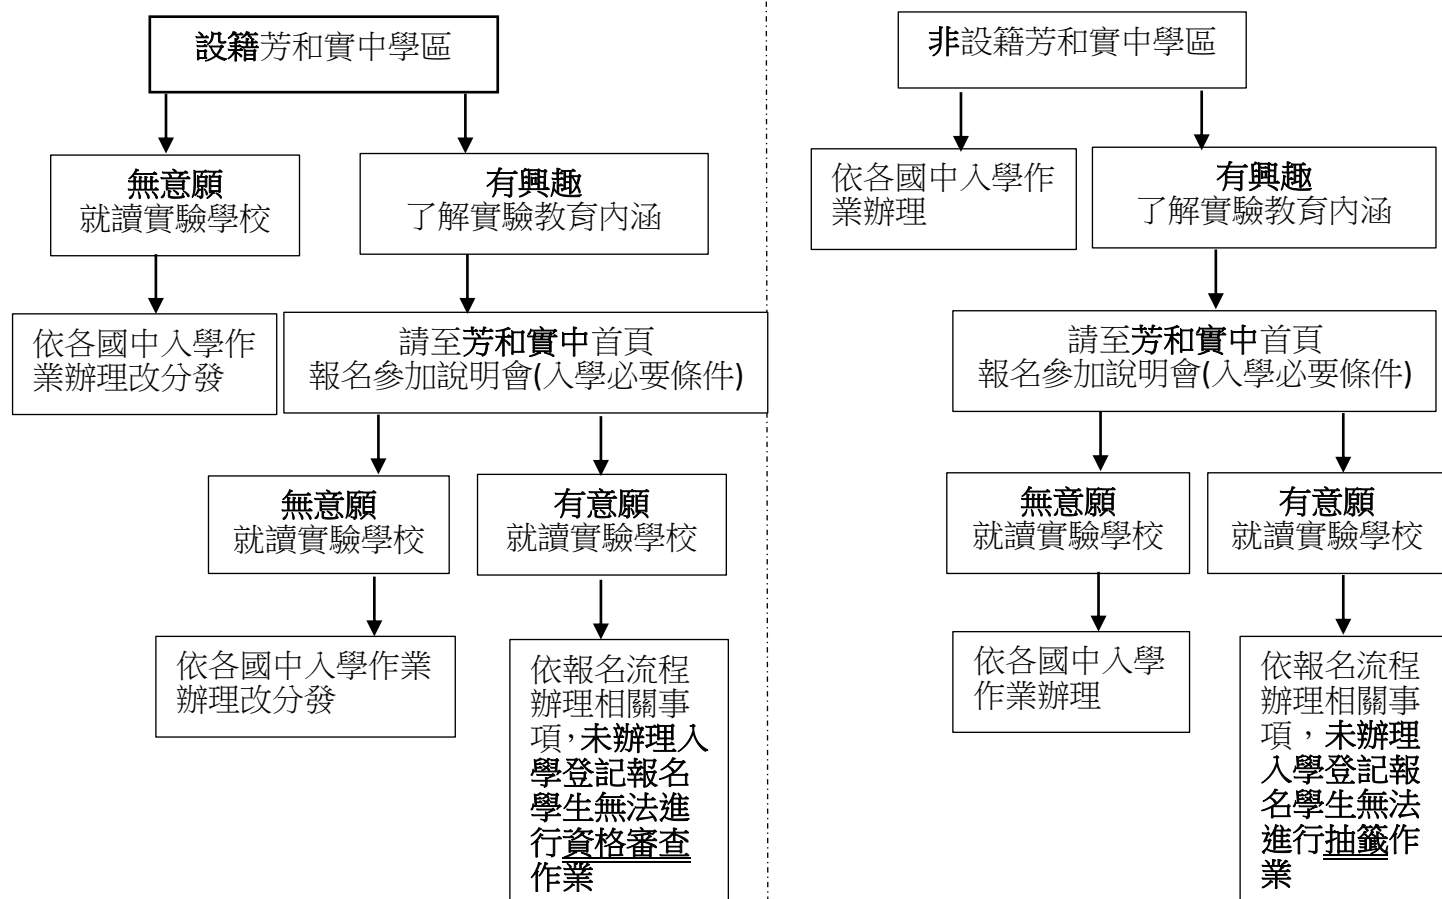 設籍芳和實中學區
無意願
就讀實驗學校
有興趣
了解實驗教育內涵
依各國中入學作
業辦理改分發
請至芳和實中首頁
報名參加說明會(入學必要條件)
無意願
就讀實驗學校
有意願
就讀實驗學校
依各國中入學作業
辦理改分發
依報名流程
辦理相關事
項，未辦理入
學登記報名
學生無法進
行資格審查
作業
非設籍芳和實中學區
依各國中入學作
業辦理
有興趣
了解實驗教育內涵
請至芳和實中首頁
報名參加說明會(入學必要條件)
無意願
就讀實驗學校
有意願
就讀實驗學校
依各國中入學
作業辦理
依報名流程
辦理相關事
項，未辦理
入學登記報
名學生無法
進行抽籤作
業